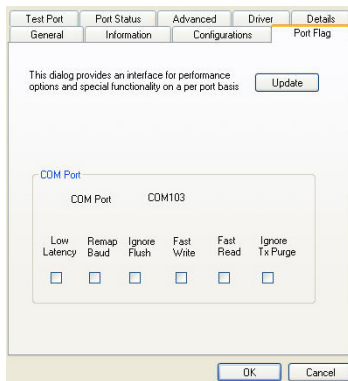 Test Port Port Status Advanced Driver Details
General Information Configurations Port Flag
This dialog provides an interface for performance
options and special functionality on a per port basis
Update
COM Port
COM Port COM103
Low Remap Ignore Fast Fast Ignore
Latency Baud Flush Write Read Tx Purge
OK Cancel